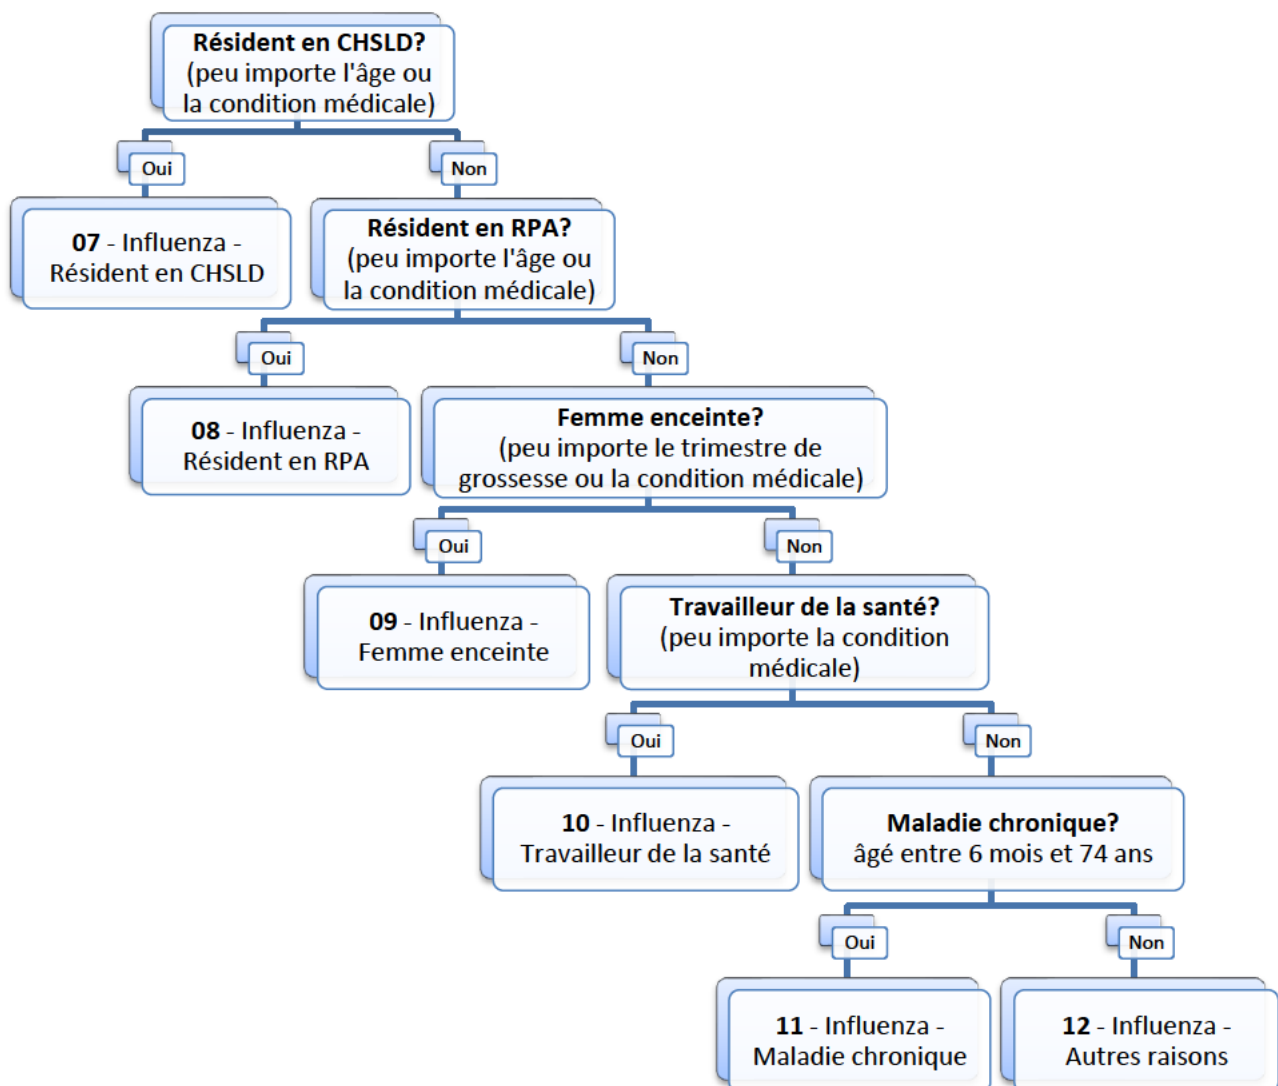 Résident en CHSLD?
(peu importe l'âge ou
la condition médicale)
Oui
Non
07 - Influenza -
Résident en CHSLD
Résident en RPA?
(peu importe l'âge ou
la condition médicale)
Oui
Non
08 - Influenza -
Résident en RPA
Femme enceinte?
(peu importe le trimestre de
grossesse ou la condition médicale)
Oui
Non
09 - Influenza -
Femme enceinte
Travailleur de la santé?
(peu importe la condition
médicale)
Oui
Non
10 - Influenza -
Travailleur de la santé
Maladie chronique?
âgé entre 6 mois et 74 ans
Oui
Non
11 - Influenza -
Maladie chronique
12 - Influenza -
Autres raisons